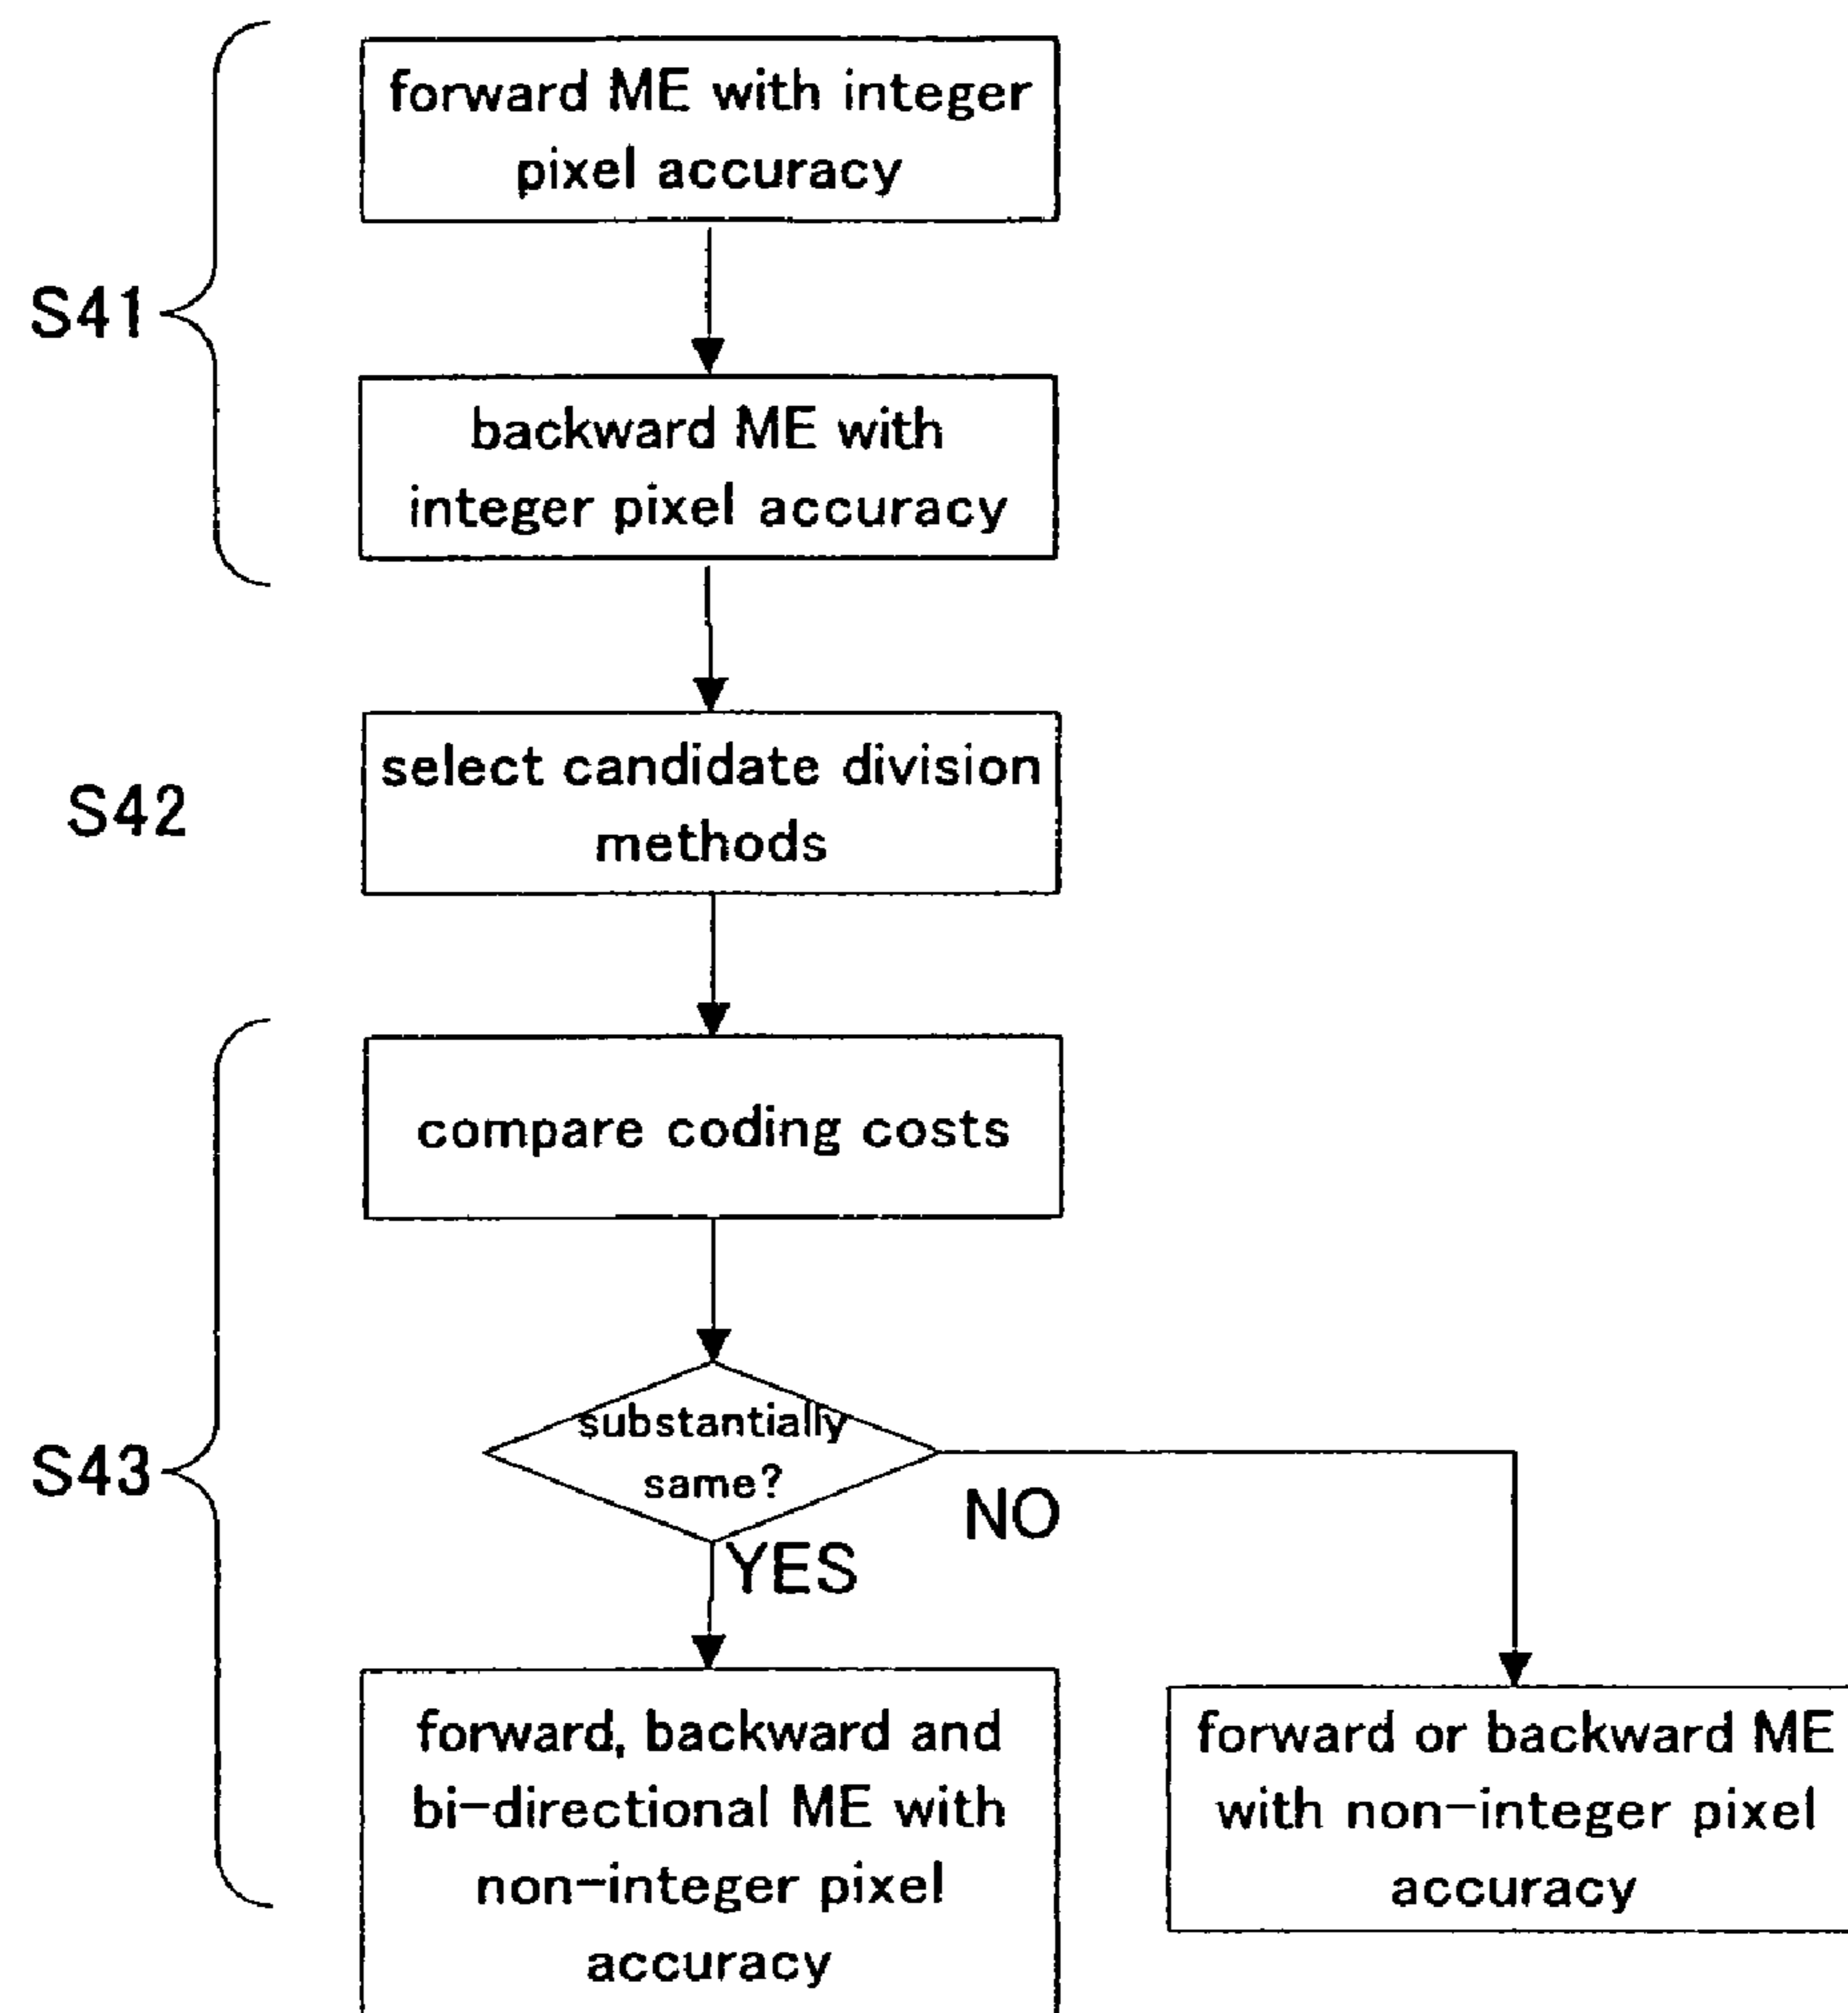 forward ME with integer
pixel accuracy
S41
backward ME with
integer pixel accuracy
S42
select candidate division
methods
compare coding costs
S43
substantially
same?
NO
YES
forward, backward and
bi-directional ME with
non-integer pixel
accuracy
forward or backward ME
with non-integer pixel
accuracy